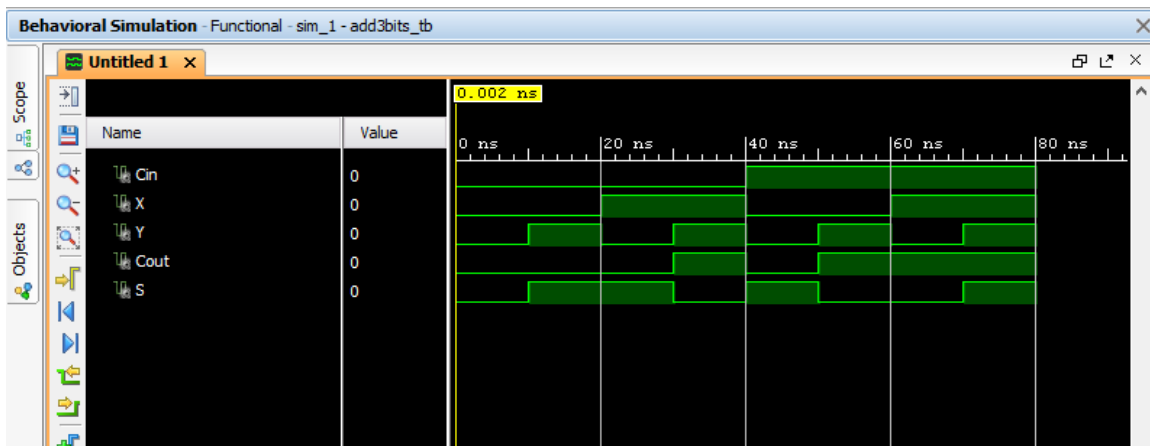 Behavioral Simulation - Functional - sim_1 - add3bits_tb
Untitled 1
Scope
Objects
Name Value
0.002 ns
0 ns 20 ns 40 ns 60 ns 80 ns
Cin 0
X 0
Y 0
Cout 0
S 0